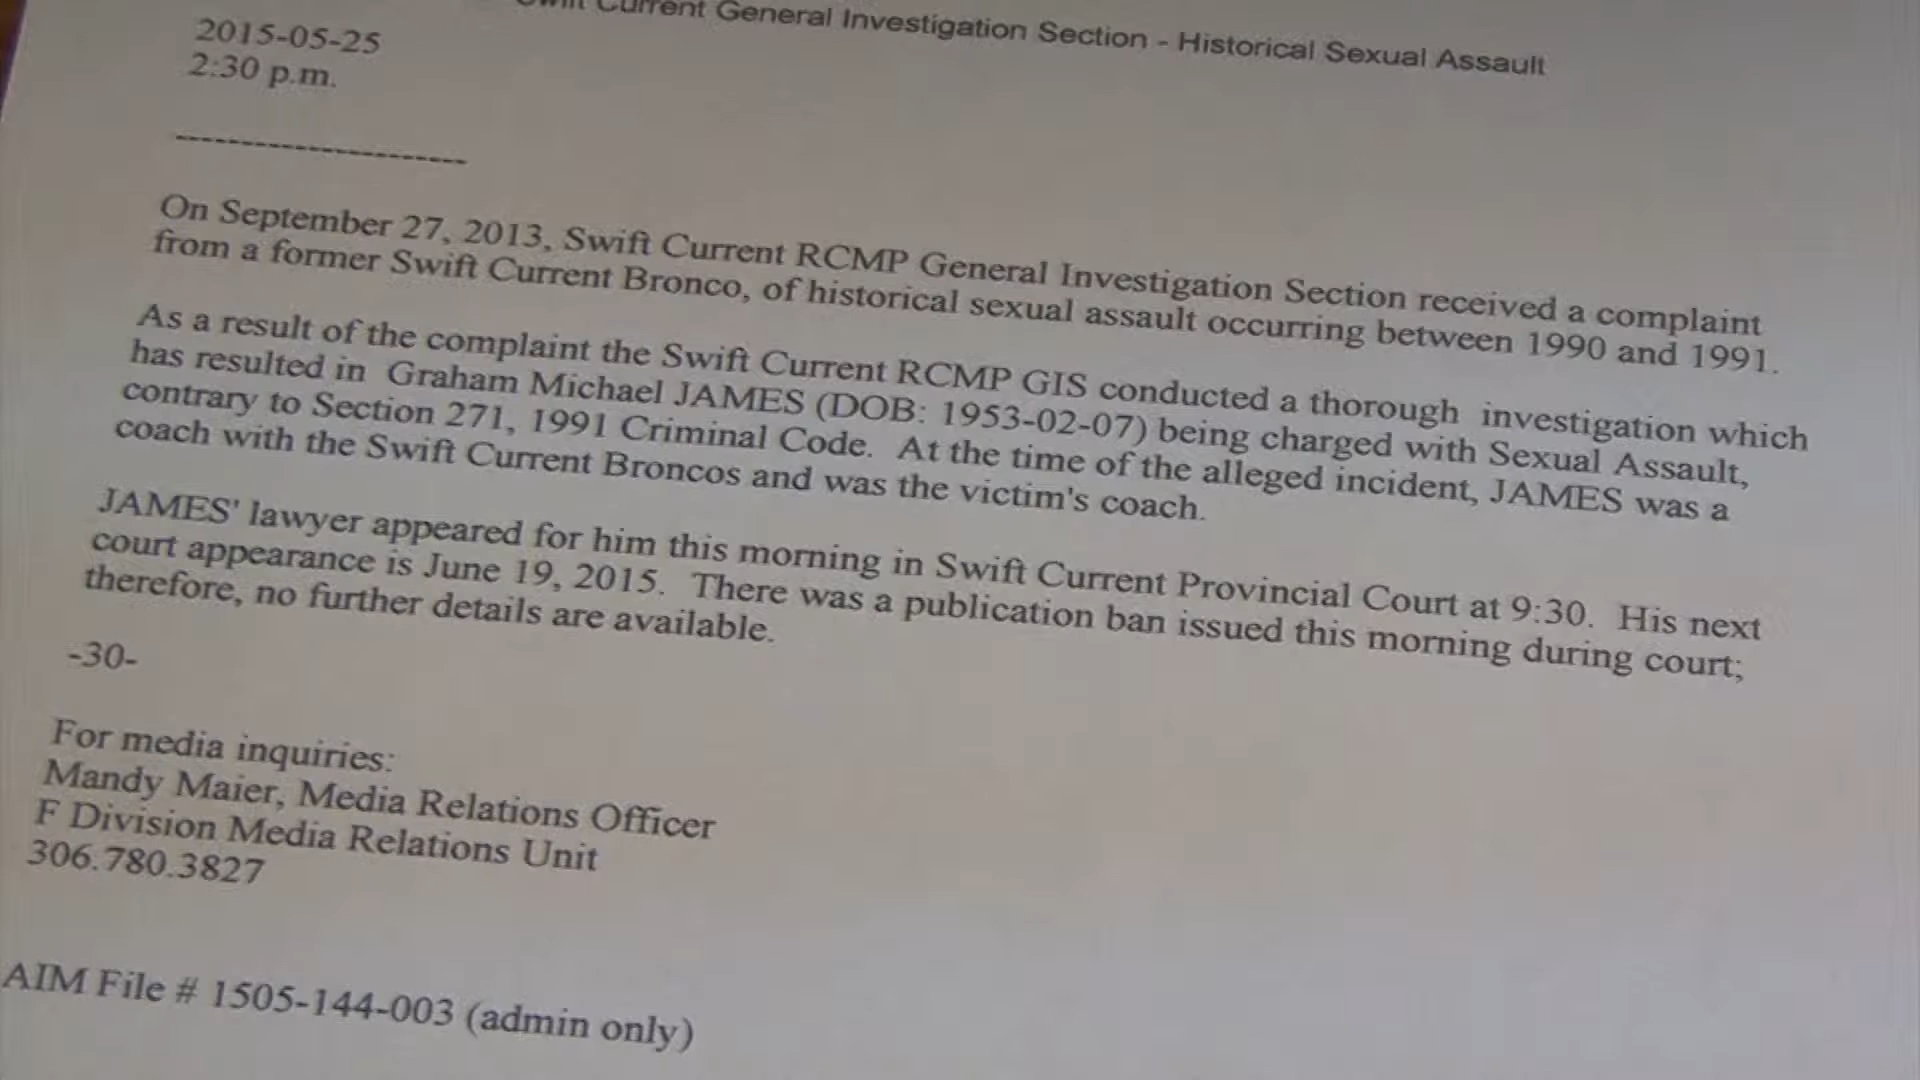 Swift Current General Investigation Section - Historical Sexual Assault
2015-05-25
2:30 p.m.
----------------------
On September 27, 2013, Swift Current RCMP General Investigation Section received a complaint
from a former Swift Current Bronco, of historical sexual assault occurring between 1990 and 1991.
As a result of the complaint the Swift Current RCMP GIS conducted a thorough investigation which
has resulted in Graham Michael JAMES (DOB: 1953-02-07) being charged with Sexual Assault,
contrary to Section 271, 1991 Criminal Code. At the time of the alleged incident, JAMES was a
coach with the Swift Current Broncos and was the victim's coach.
JAMES' lawyer appeared for him this morning in Swift Current Provincial Court at 9:30. His next
court appearance is June 19, 2015. There was a publication ban issued this morning during court;
therefore, no further details are available.
-30-
For media inquiries:
Mandy Maier, Media Relations Officer
F Division Media Relations Unit
306.780.3827
AIM File # 1505-144-003 (admin only)